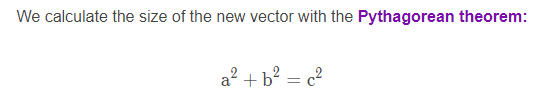 We calculate the size of the new vector with the Pythagorean theorem:
a² + b² = c²